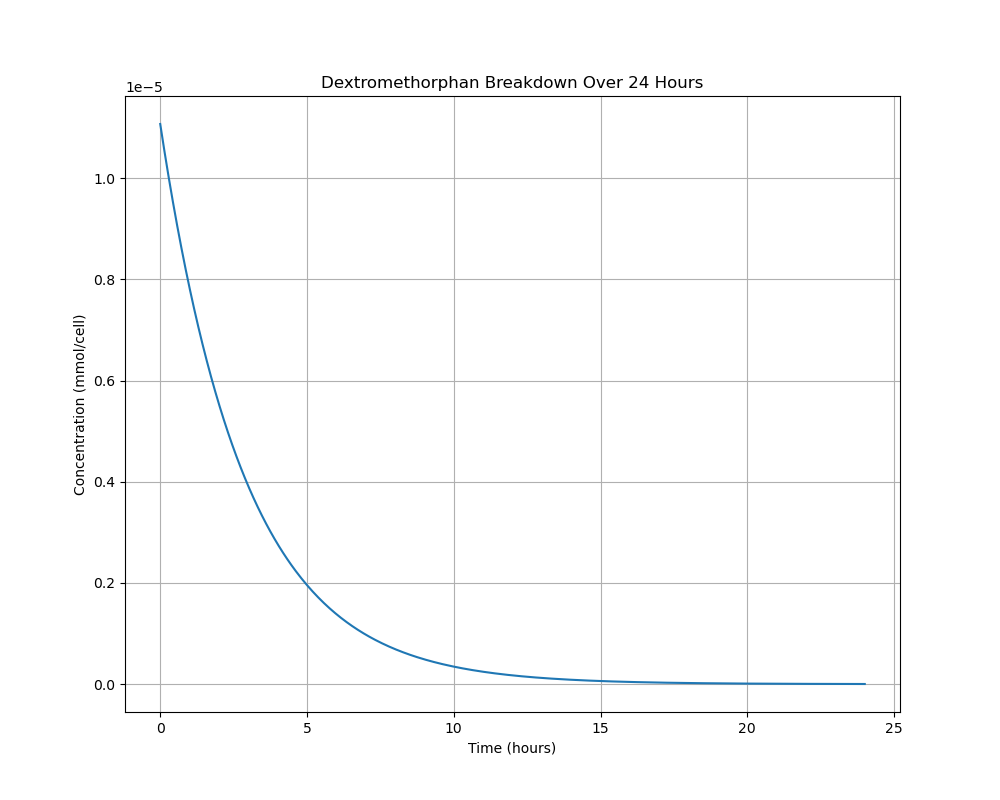 Dextromethorphan Breakdown Over 24 Hours
1e−5
1.0
0.8
0.6
0.4
0.2
0.0
Concentration (mmol/cell)
0 5 10 15 20 25
Time (hours)